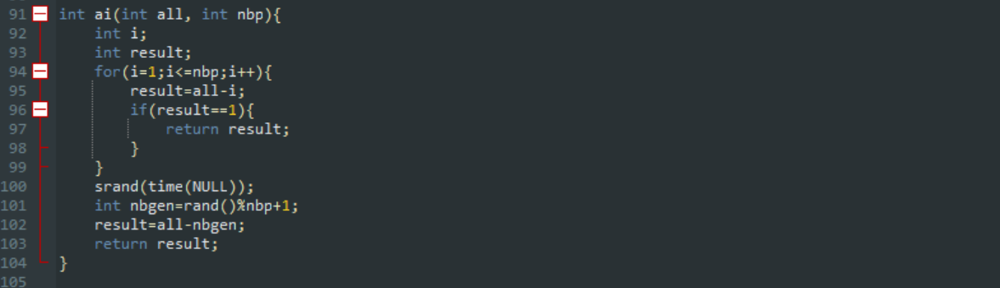 91 int ai(int all, int nbp){
92     int i;
93     int result;
94     for(i=1;i<=nbp;i++){
95         result=all-i;
96         if(result==1){
97             return result;
98         }
99     }
100     srand(time(NULL));
101     int nbgen=rand()%nbp+1;
102     result=all-nbgen;
103     return result;
104 }
105